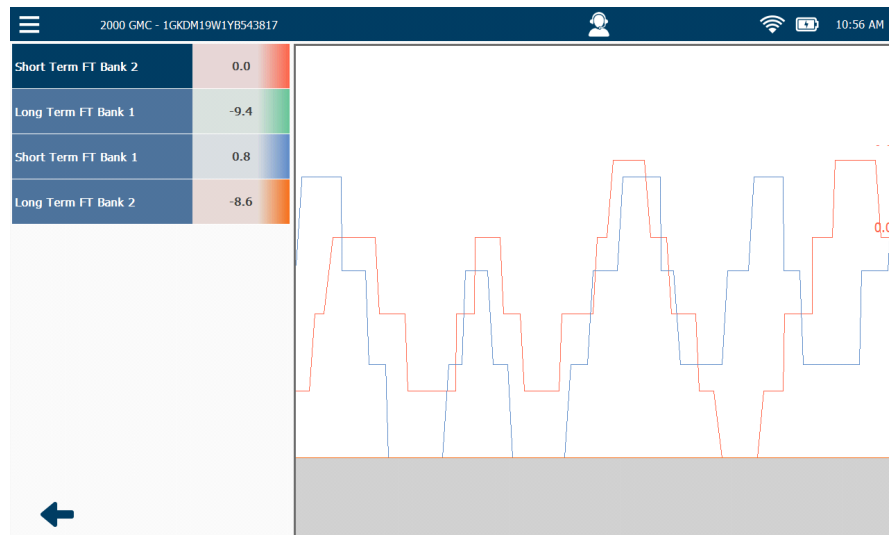 2000 GMC - 1GKDM19W1YB543817
10:56 AM
Short Term FT Bank 2 0.0
Long Term FT Bank 1 -9.4
Short Term FT Bank 1 0.8
Long Term FT Bank 2 -8.6